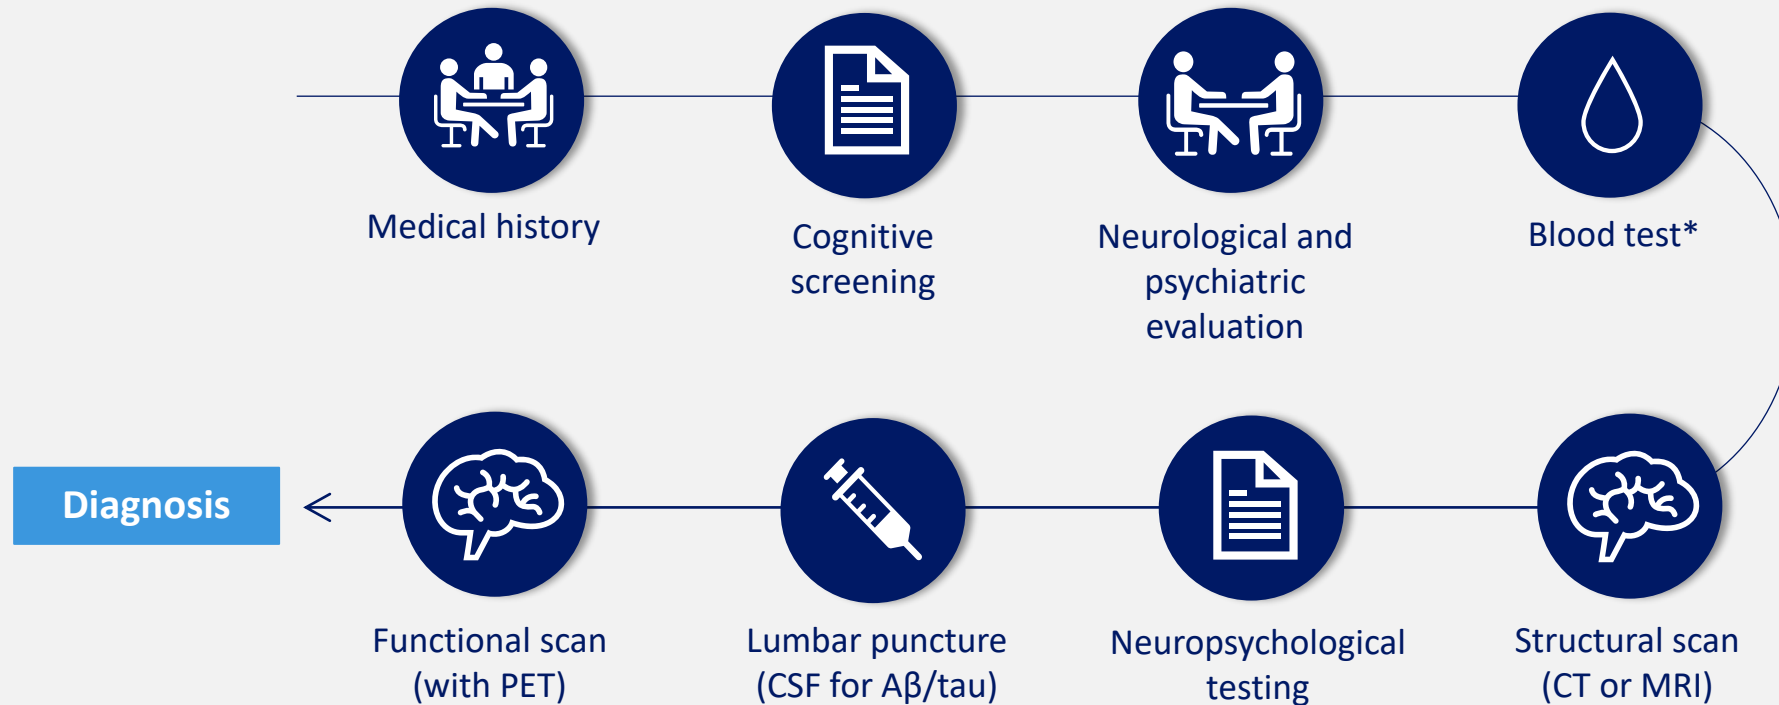 Medical history
Cognitive
screening
Neurological and
psychiatric
evaluation
Blood test*
Diagnosis
Functional scan
(with PET)
Lumbar puncture
(CSF for Aβ/tau)
Neuropsychological
testing
Structural scan
(CT or MRI)